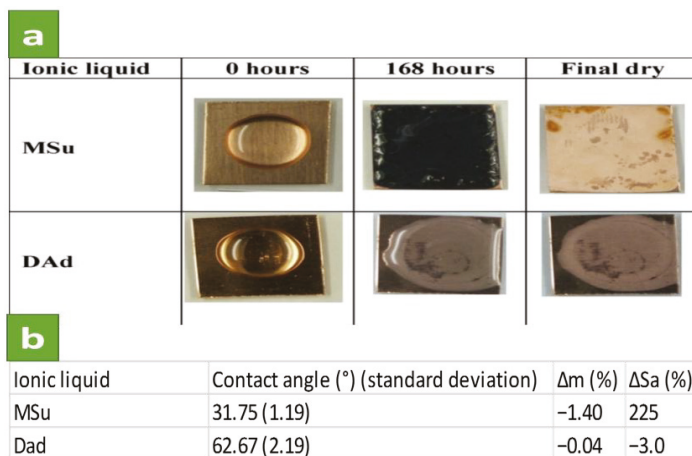 a
Ionic liquid 0 hours 168 hours Final dry
MSu
DAd
b
Ionic liquid Contact angle (°) (standard deviation) Δm (%) ΔSa (%)
MSu 31.75 (1.19) −1.40 225
Dad 62.67 (2.19) −0.04 −3.0